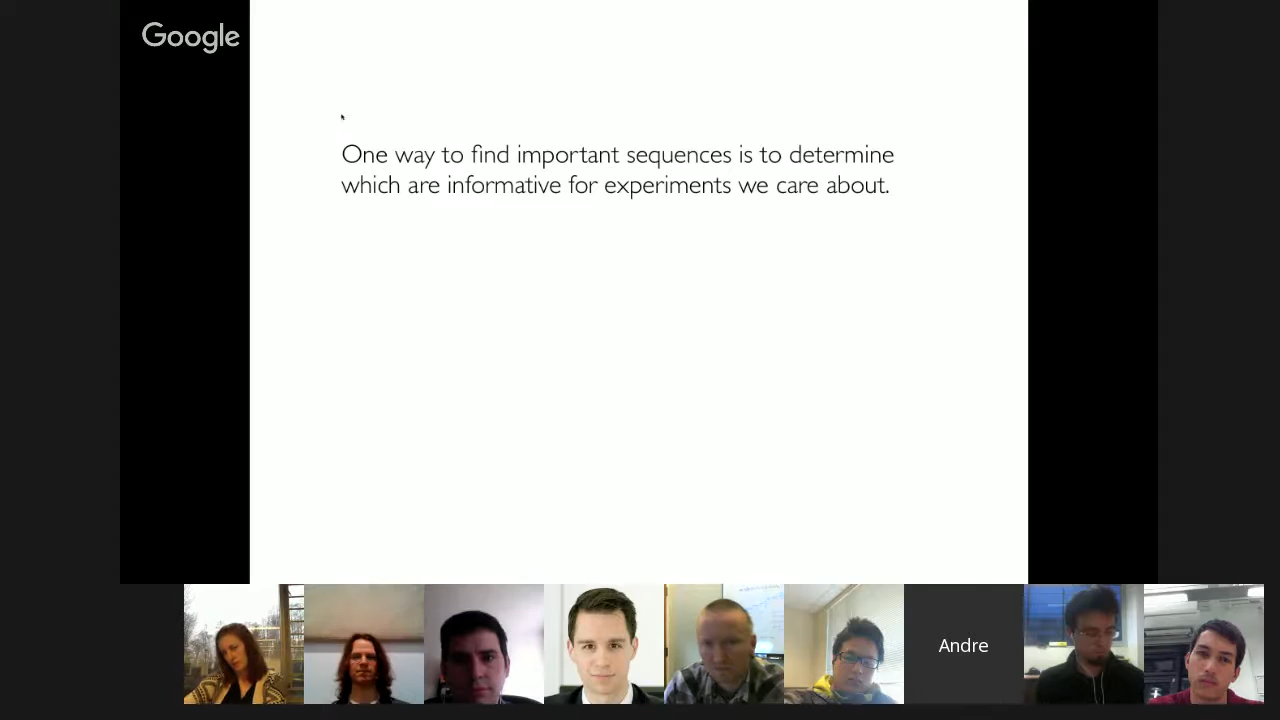 Google
One way to find important sequences is to determine
which are informative for experiments we care about.
Andre